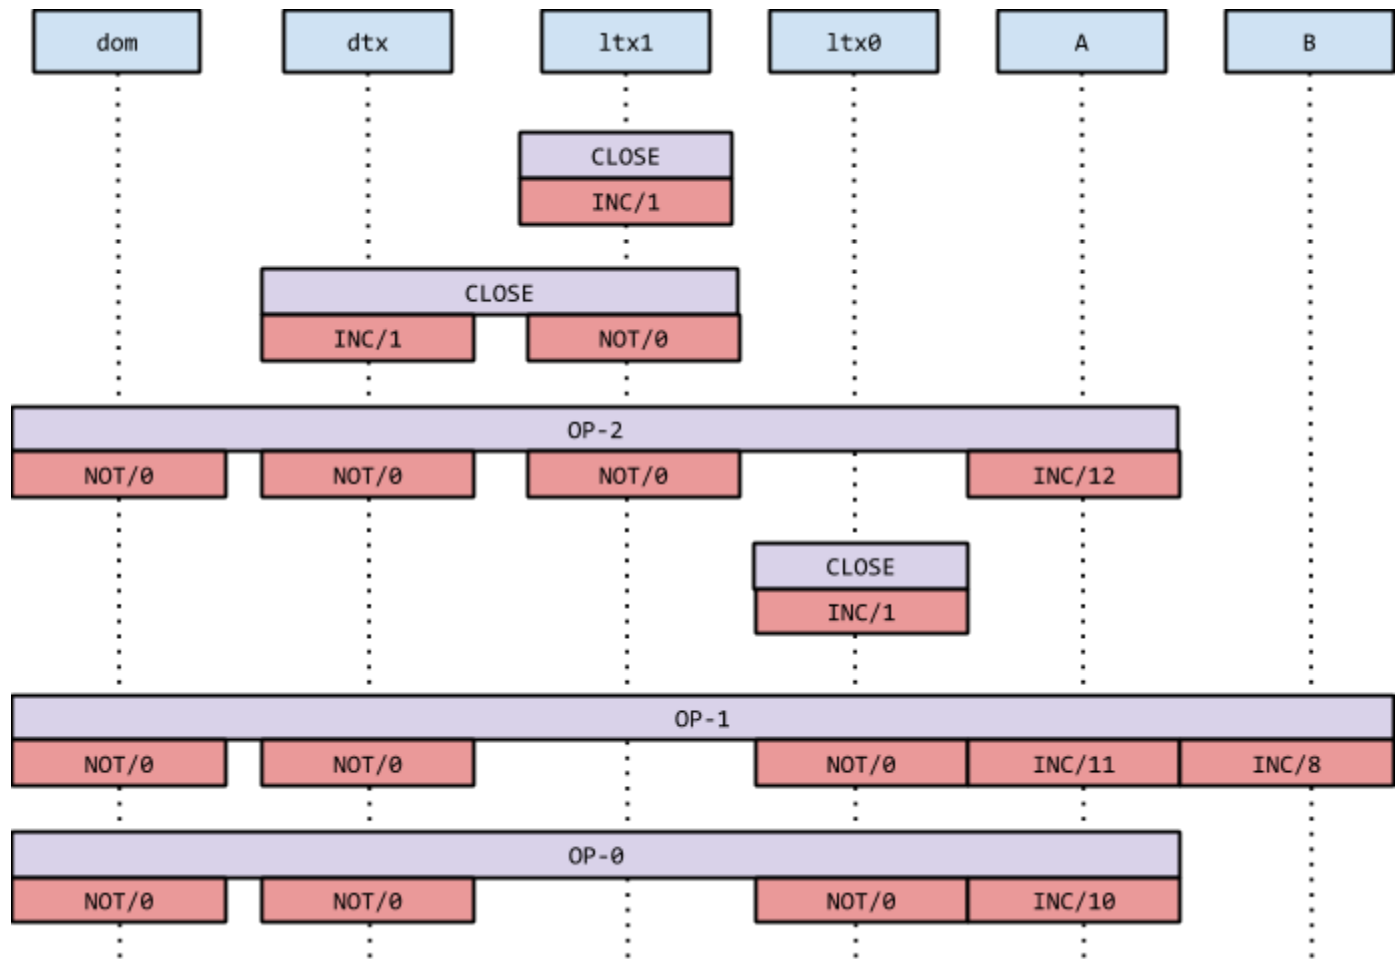 dom dtx ltx1 ltx0 A B
CLOSE
INC/1
CLOSE
INC/1 NOT/0
OP-2
NOT/0 NOT/0 NOT/0 INC/12
CLOSE
INC/1
OP-1
NOT/0 NOT/0 NOT/0 INC/11 INC/8
OP-0
NOT/0 NOT/0 NOT/0 INC/10